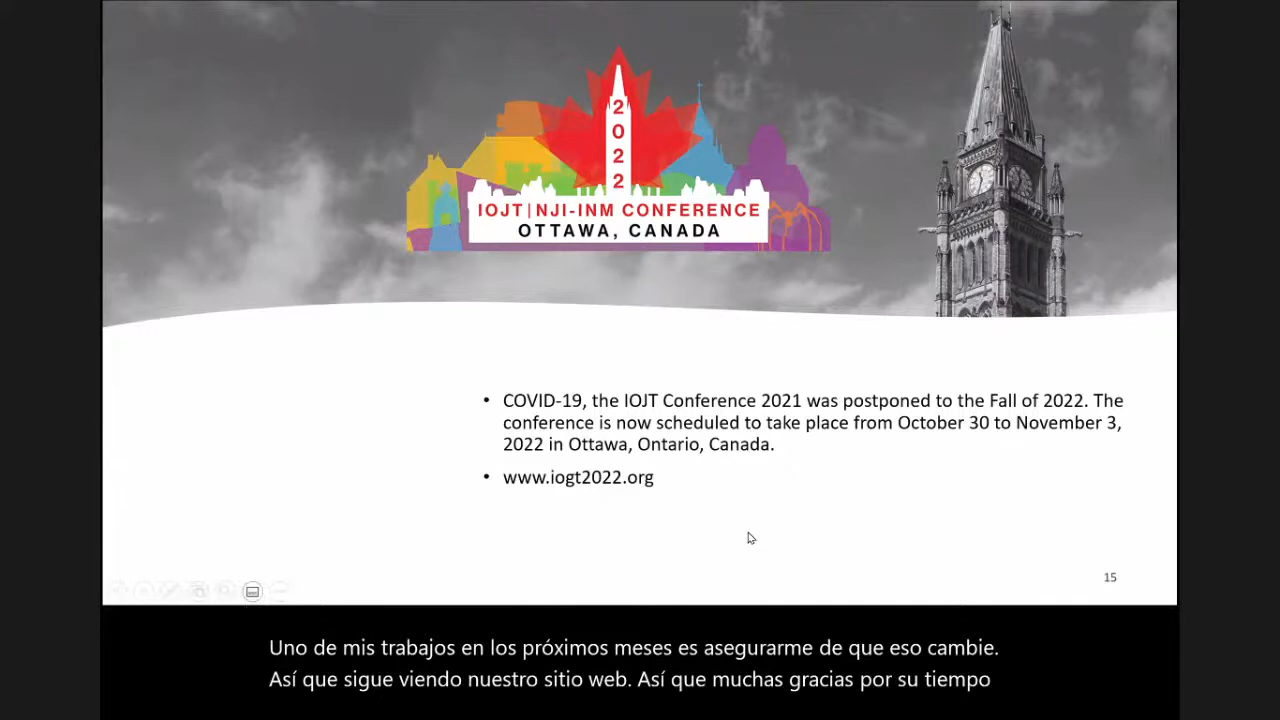 2
0
2
2
IOJT|NJI-INM CONFERENCE
OTTAWA, CANADA
• COVID-19, the IOJT Conference 2021 was postponed to the Fall of 2022. The
conference is now scheduled to take place from October 30 to November 3,
2022 in Ottawa, Ontario, Canada.
• www.iogt2022.org
15
Uno de mis trabajos en los próximos meses es asegurarme de que eso cambie.
Así que sigue viendo nuestro sitio web. Así que muchas gracias por su tiempo